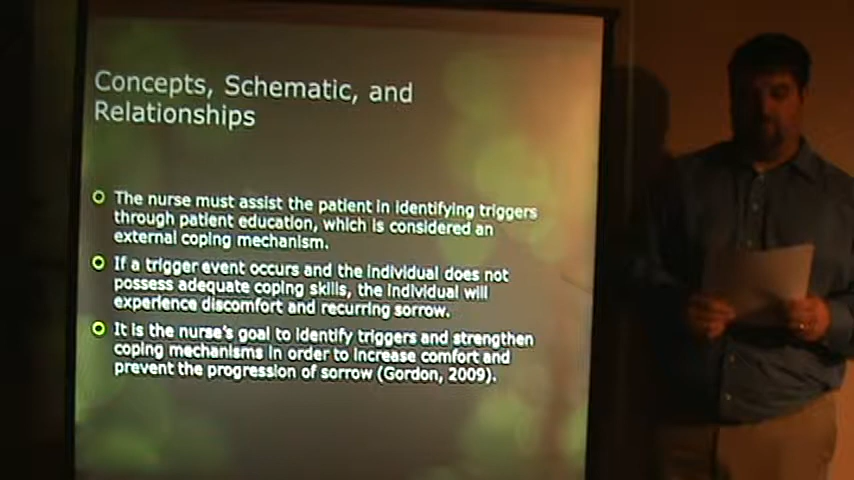 Concepts, Schematic, and
Relationships
The nurse must assist the patient in identifying triggers
through patient education, which is considered an
external coping mechanism.
If a trigger event occurs and the individual does not
possess adequate coping skills, the individual will
experience discomfort and recurring sorrow.
It is the nurse's goal to identify triggers and strengthen
coping mechanisms in order to increase comfort and
prevent the progression of sorrow (Gordon, 2009).